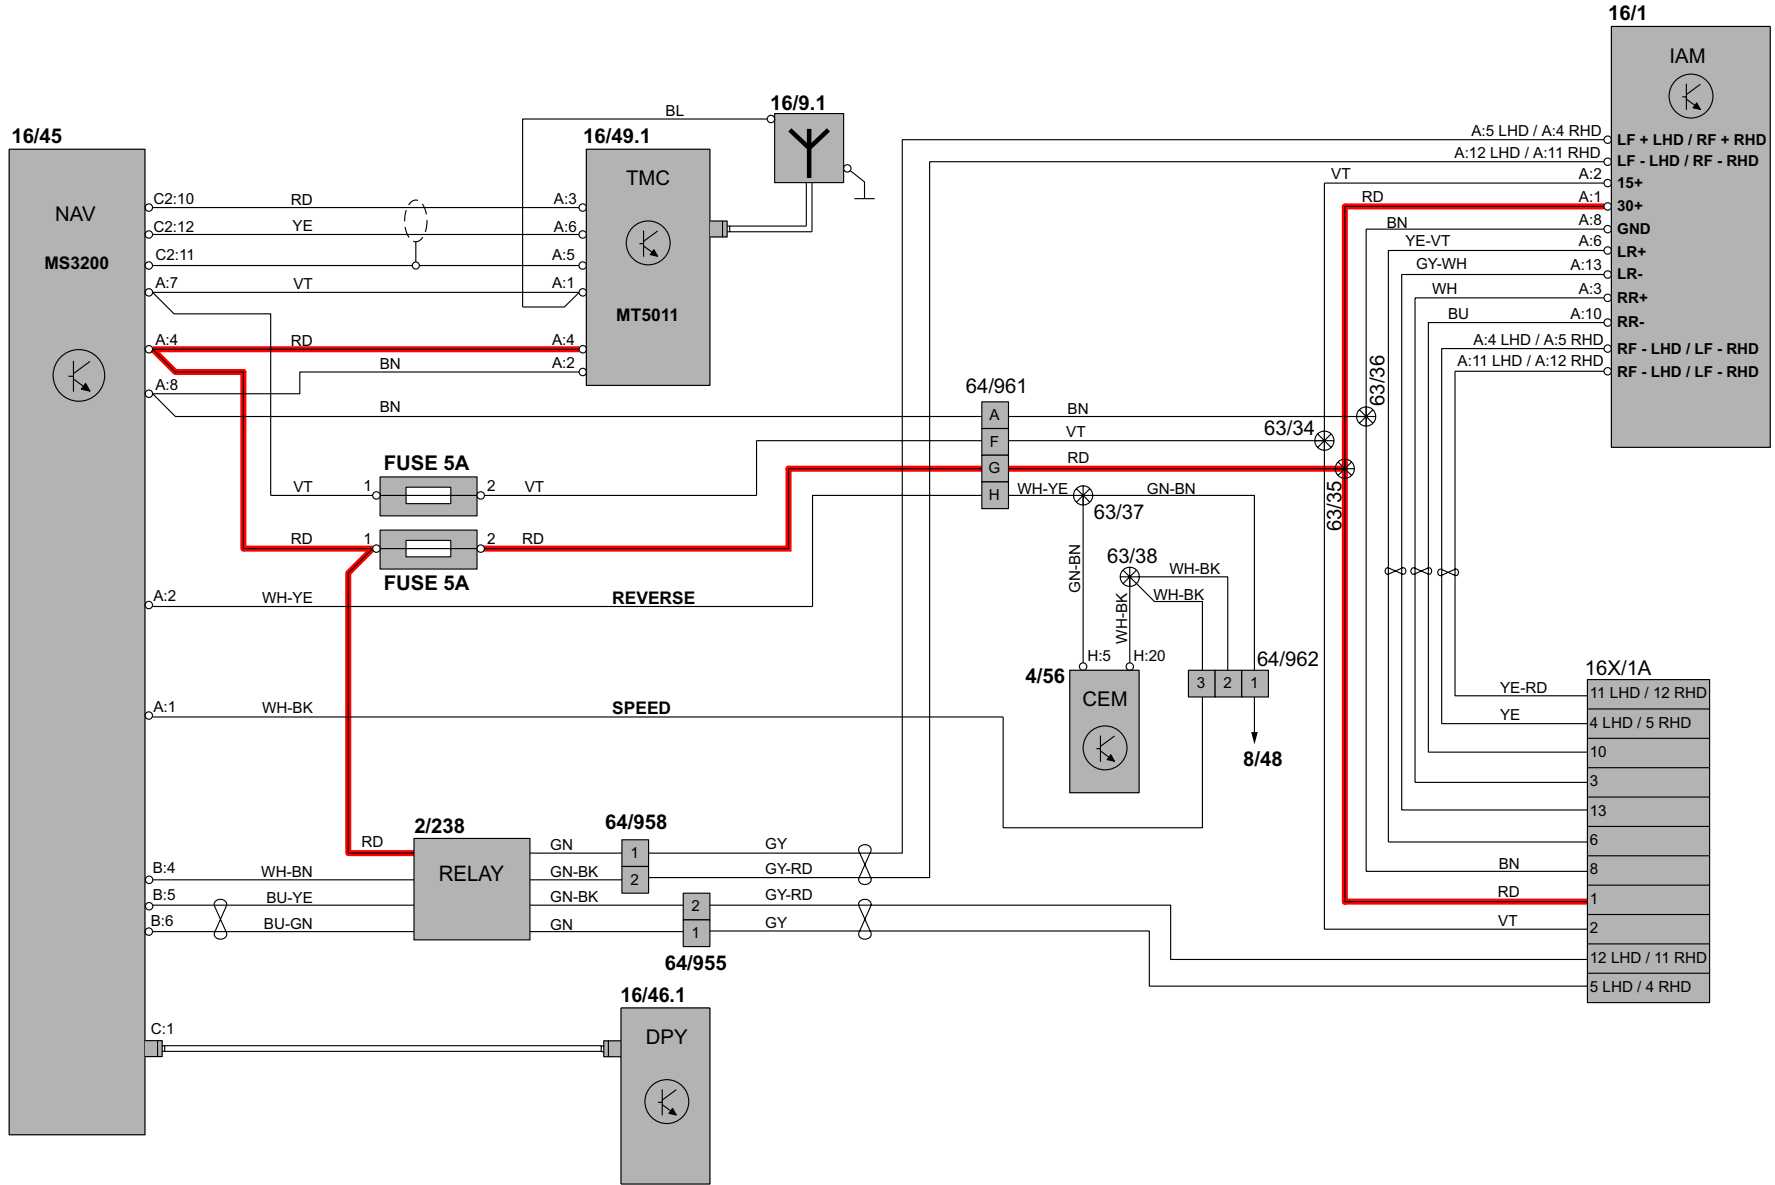 16/1
IAM
16/9.1
BL
16/45
16/49.1
A:5 LHD / A:4 RHD
LF + LHD / RF + RHD
A:12 LHD / A:11 RHD
LF - LHD / RF - RHD
VT
A:2
15+
RD
A:1
30+
BN
A:8
GND
YE-VT
A:6
LR+
GY-WH
A:13
LR-
WH
A:3
RR+
BU
A:10
RR-
A:4 LHD / A:5 RHD
RF - LHD / LF - RHD
A:11 LHD / A:12 RHD
RF - LHD / LF - RHD
NAV
MS3200
TMC
MT5011
C2:10
RD
A:3
C2:12
YE
A:6
C2:11
A:5
A:7
VT
A:1
A:4
RD
A:4
BN
A:2
A:8
BN
64/961
A
BN
63/36
F
VT
63/34
G
RD
63/35
H
WH-YE
GN-BN
63/37
FUSE 5A
VT
1
2
VT
RD
1
2
RD
FUSE 5A
GN-BN
63/38
WH-BK
WH-BK
WH-BK
A:2
WH-YE
REVERSE
H:5
H:20
64/962
4/56
CEM
3
2
1
8/48
A:1
WH-BK
SPEED
16X/1A
YE-RD
11 LHD / 12 RHD
YE
4 LHD / 5 RHD
10
3
13
6
BN
8
RD
1
VT
2
12 LHD / 11 RHD
5 LHD / 4 RHD
2/238
64/958
RD
RELAY
GN
1
GY
B:4
WH-BN
GN-BK
2
GY-RD
B:5
BU-YE
GN-BK
2
GY-RD
B:6
BU-GN
GN
1
GY
64/955
16/46.1
DPY
C:1